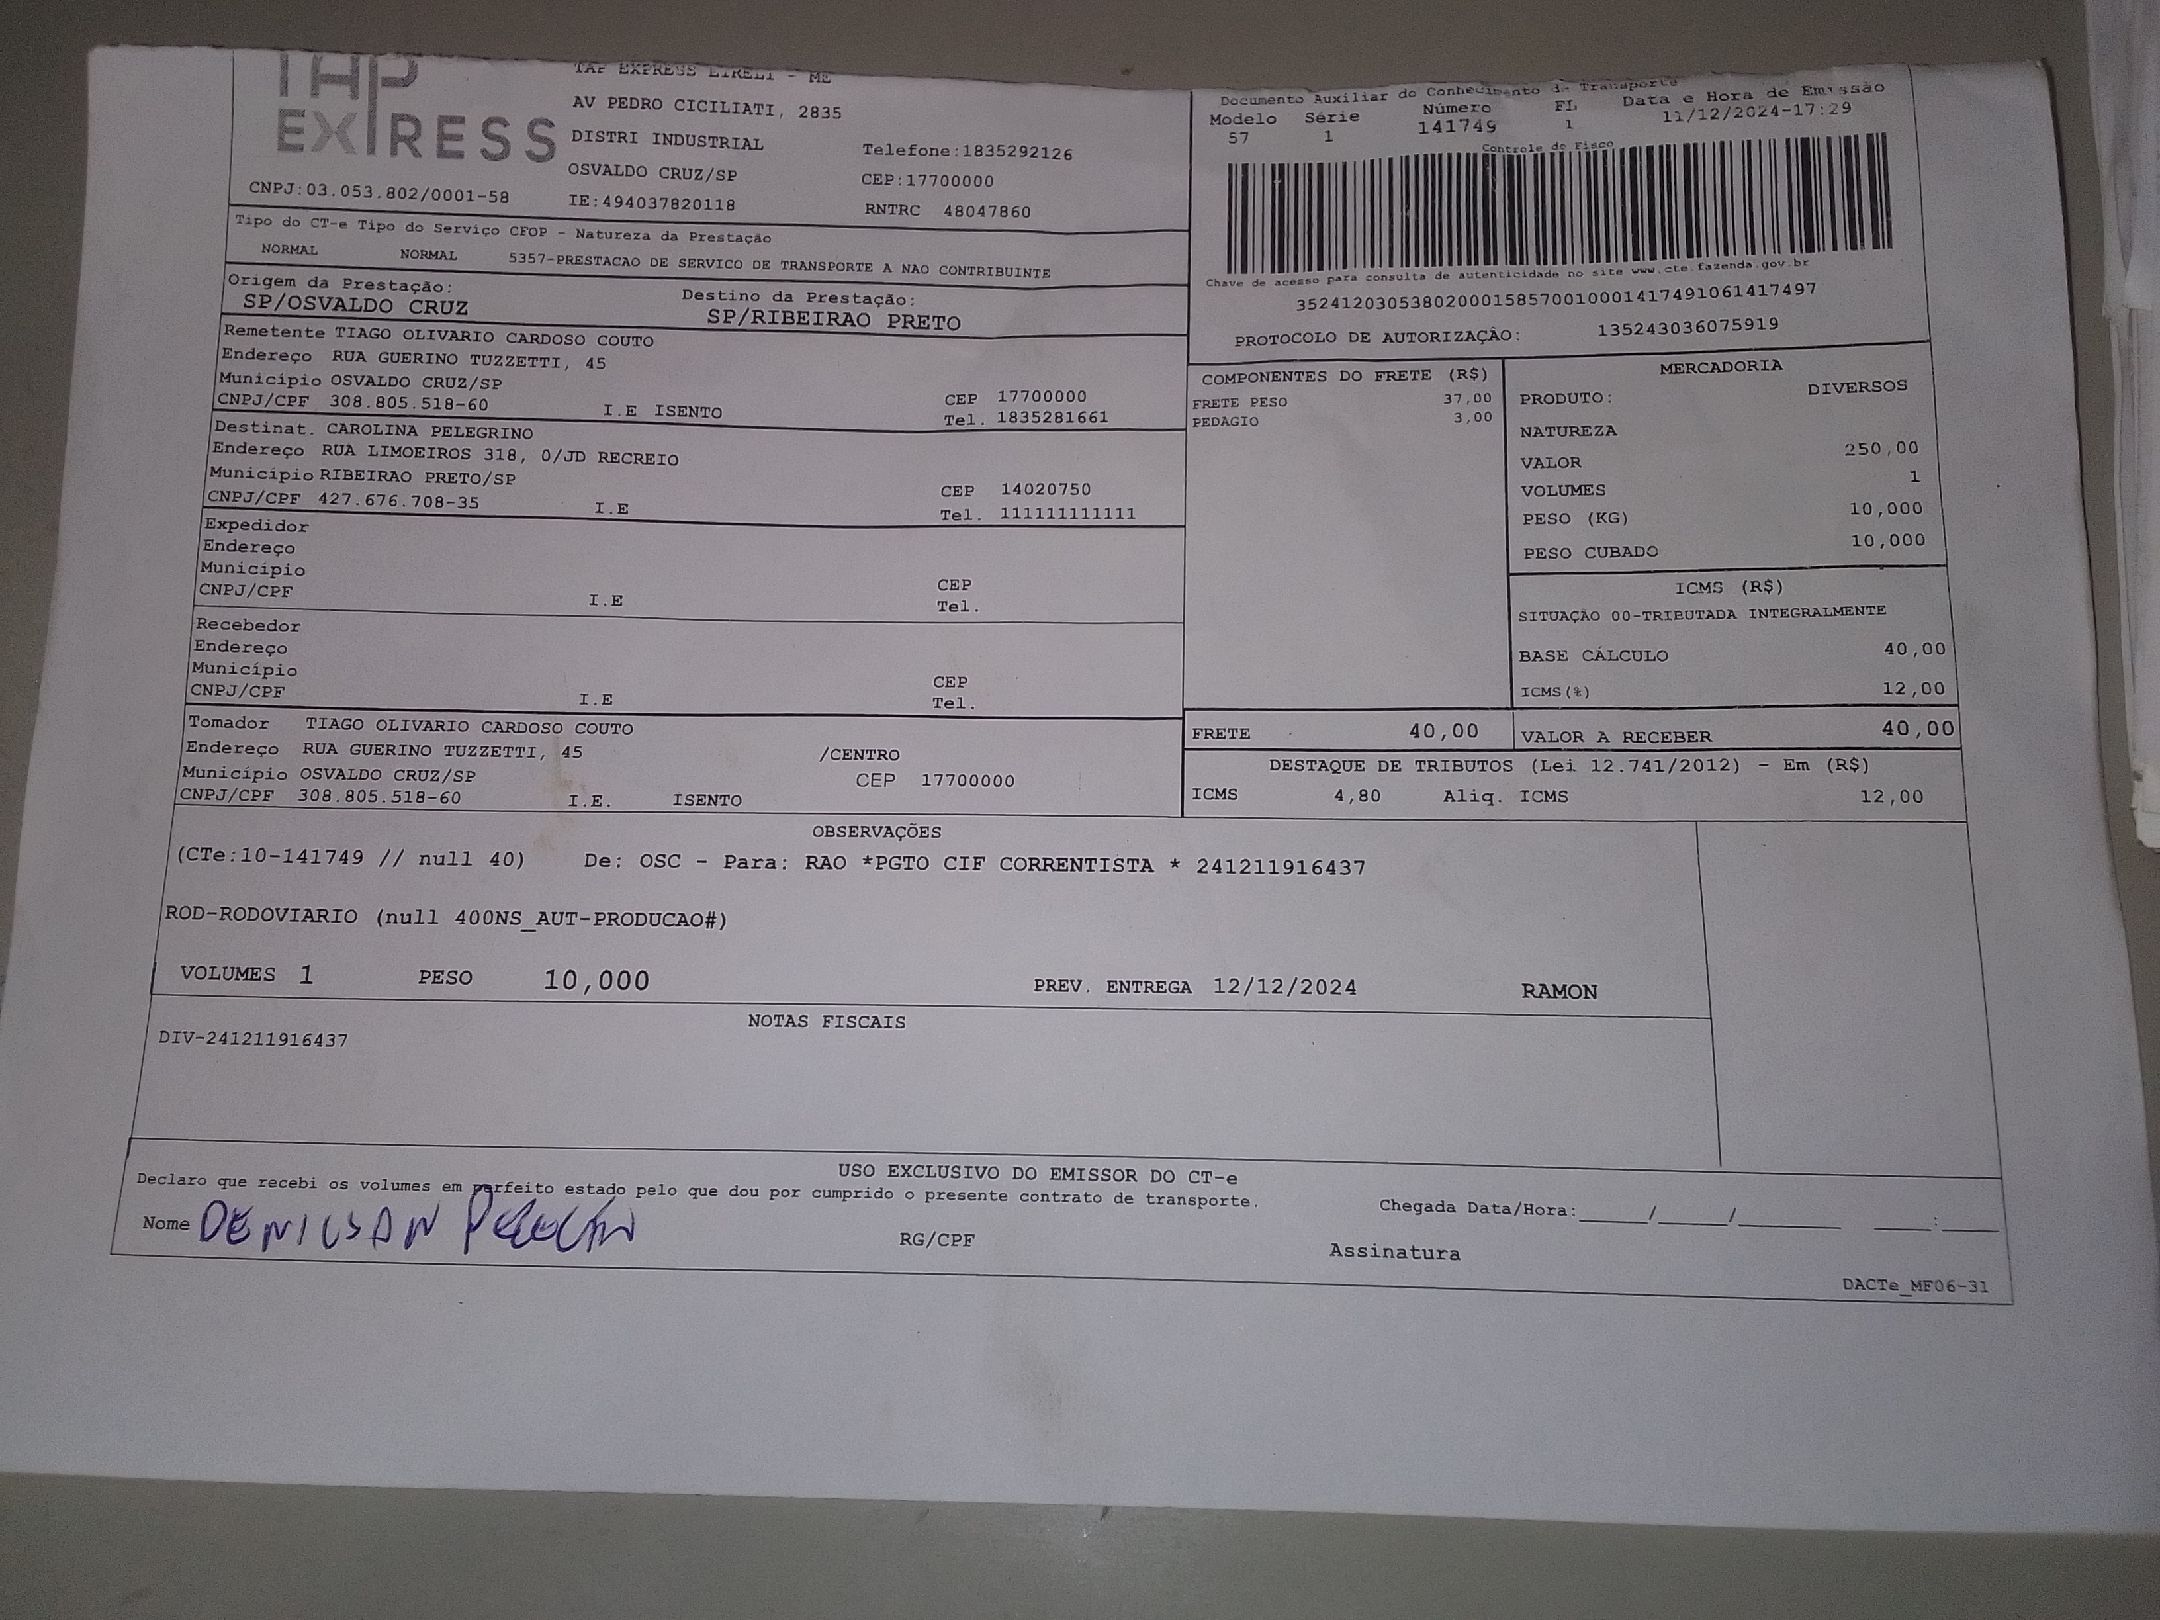 TAP
EXPRESS
CNPJ:03.053.802/0001-58
TAP EXPRESS EIRELI - ME
AV PEDRO CICILIATI, 2835
DISTRI INDUSTRIAL
OSVALDO CRUZ/SP
IE:494037820118
Telefone:1835292126
CEP:17700000
RNTRC 48047860
Documento Auxiliar do Conhecimento de Transporte
Modelo Série Número FL Data e Hora de Emissão
57 1 141749 1 11/12/2024-17:29
Controle do Fisco
Chave de acesso para consulta de autenticidade no site www.cte.fazenda.gov.br
35241203053802000158570010001417491061417497
PROTOCOLO DE AUTORIZAÇÃO: 135243036075919
Tipo do CT-e Tipo do Serviço CFOP - Natureza da Prestação
NORMAL NORMAL 5357-PRESTACAO DE SERVICO DE TRANSPORTE A NAO CONTRIBUINTE
Origem da Prestação: Destino da Prestação:
SP/OSVALDO CRUZ SP/RIBEIRAO PRETO
Remetente TIAGO OLIVARIO CARDOSO COUTO
Endereço RUA GUERINO TUZZETTI, 45
Município OSVALDO CRUZ/SP CEP 17700000
CNPJ/CPF 308.805.518-60 I.E ISENTO Tel. 1835281661
Destinat. CAROLINA PELEGRINO
Endereço RUA LIMOEIROS 318, 0/JD RECREIO
Município RIBEIRAO PRETO/SP CEP 14020750
CNPJ/CPF 427.676.708-35 I.E Tel. 111111111111
Expedidor
Endereço
Município CEP
CNPJ/CPF I.E Tel.
Recebedor
Endereço
Município CEP
CNPJ/CPF I.E Tel.
Tomador TIAGO OLIVARIO CARDOSO COUTO
Endereço RUA GUERINO TUZZETTI, 45 /CENTRO
Município OSVALDO CRUZ/SP CEP 17700000
CNPJ/CPF 308.805.518-60 I.E. ISENTO
COMPONENTES DO FRETE (R$)
FRETE PESO 37,00
PEDAGIO 3,00
MERCADORIA
PRODUTO: DIVERSOS
NATUREZA
VALOR 250,00
VOLUMES 1
PESO (KG) 10,000
PESO CUBADO 10,000
ICMS (R$)
SITUAÇÃO 00-TRIBUTADA INTEGRALMENTE
BASE CÁLCULO 40,00
ICMS(%) 12,00
FRETE 40,00 VALOR A RECEBER 40,00
DESTAQUE DE TRIBUTOS (Lei 12.741/2012) - Em (R$)
ICMS 4,80 Aliq. ICMS 12,00
OBSERVAÇÕES
(CTe:10-141749 // null 40) De: OSC - Para: RAO *PGTO CIF CORRENTISTA * 241211916437
ROD-RODOVIARIO (null 400NS_AUT-PRODUCAO#)
VOLUMES 1 PESO 10,000 PREV. ENTREGA 12/12/2024 RAMON
NOTAS FISCAIS
DIV-241211916437
USO EXCLUSIVO DO EMISSOR DO CT-e
Declaro que recebi os volumes em perfeito estado pelo que dou por cumprido o presente contrato de transporte.
Chegada Data/Hora:_____/_____/________ ____:____
Nome DENILSAN RG/CPF Assinatura
DACTe_MF06-31